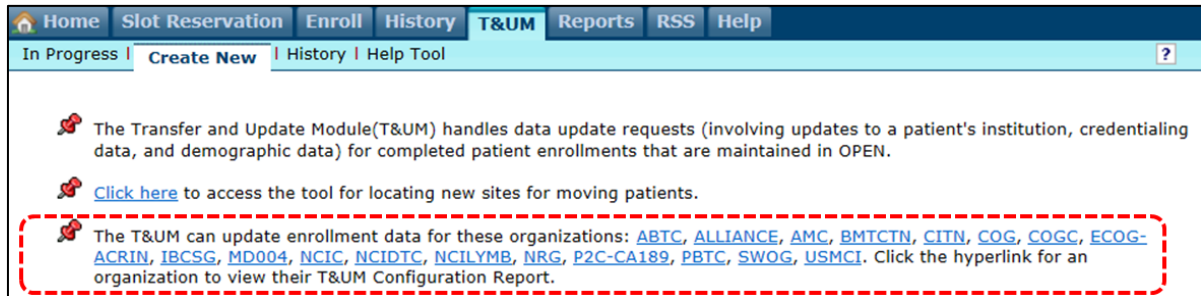 Home Slot Reservation Enroll History T&UM Reports RSS Help
In Progress | Create New | History | Help Tool ?
The Transfer and Update Module(T&UM) handles data update requests (involving updates to a patient's institution, credentialing
data, and demographic data) for completed patient enrollments that are maintained in OPEN.
Click here to access the tool for locating new sites for moving patients.
The T&UM can update enrollment data for these organizations: ABTC, ALLIANCE, AMC, BMTCTN, CITN, COG, COGC, ECOG-
ACRIN, IBCSG, MD004, NCIC, NCIDTC, NCILYMB, NRG, P2C-CA189, PBTC, SWOG, USMCI. Click the hyperlink for an
organization to view their T&UM Configuration Report.